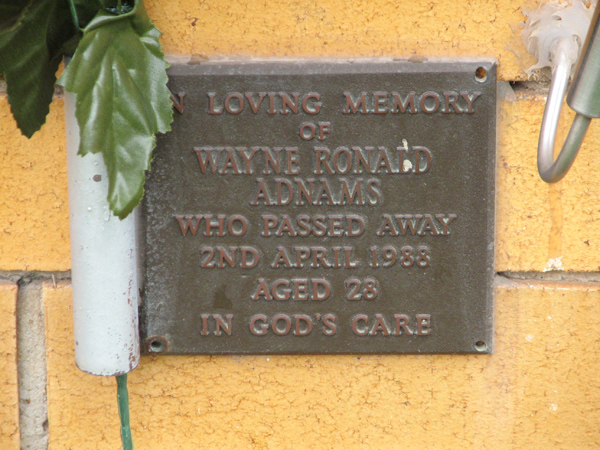 N LOVING MEMORY
OF
WAYNE RONALD
ADNAMS
WHO PASSED AWAY
2ND APRIL 1988
AGED 28
IN GOD'S CARE